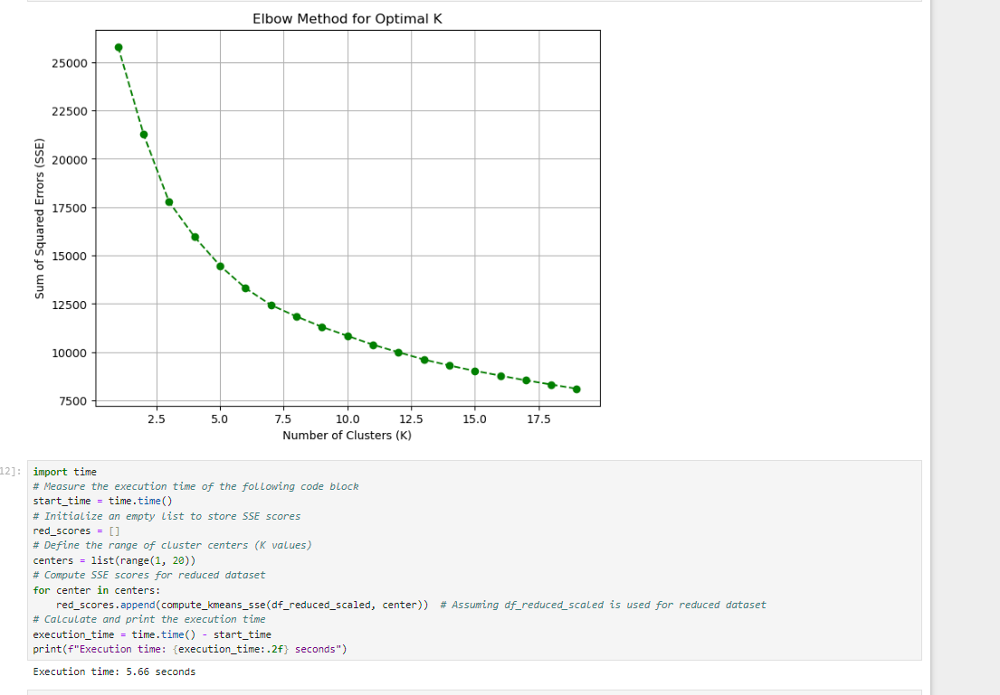 Elbow Method for Optimal K
25000
22500
20000
17500
15000
12500
10000
7500
Sum of Squared Errors (SSE)
2.5 5.0 7.5 10.0 12.5 15.0 17.5
Number of Clusters (K)
12]:
import time
# Measure the execution time of the following code block
start_time = time.time()
# Initialize an empty list to store SSE scores
red_scores = []
# Define the range of cluster centers (K values)
centers = list(range(1, 20))
# Compute SSE scores for reduced dataset
for center in centers:
    red_scores.append(compute_kmeans_sse(df_reduced_scaled, center))  # Assuming df_reduced_scaled is used for reduced dataset
# Calculate and print the execution time
execution_time = time.time() - start_time
print(f"Execution time: {execution_time:.2f} seconds")
Execution time: 5.66 seconds